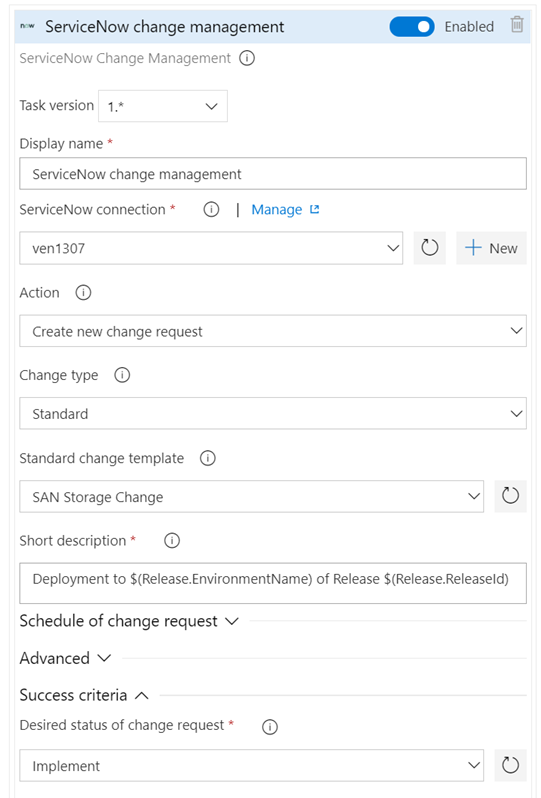 now ServiceNow change management Enabled
ServiceNow Change Management
Task version 1.*
Display name *
ServiceNow change management
ServiceNow connection * | Manage
ven1307 New
Action
Create new change request
Change type
Standard
Standard change template
SAN Storage Change
Short description *
Deployment to $(Release.EnvironmentName) of Release $(Release.ReleaseId)
Schedule of change request
Advanced
Success criteria
Desired status of change request *
Implement